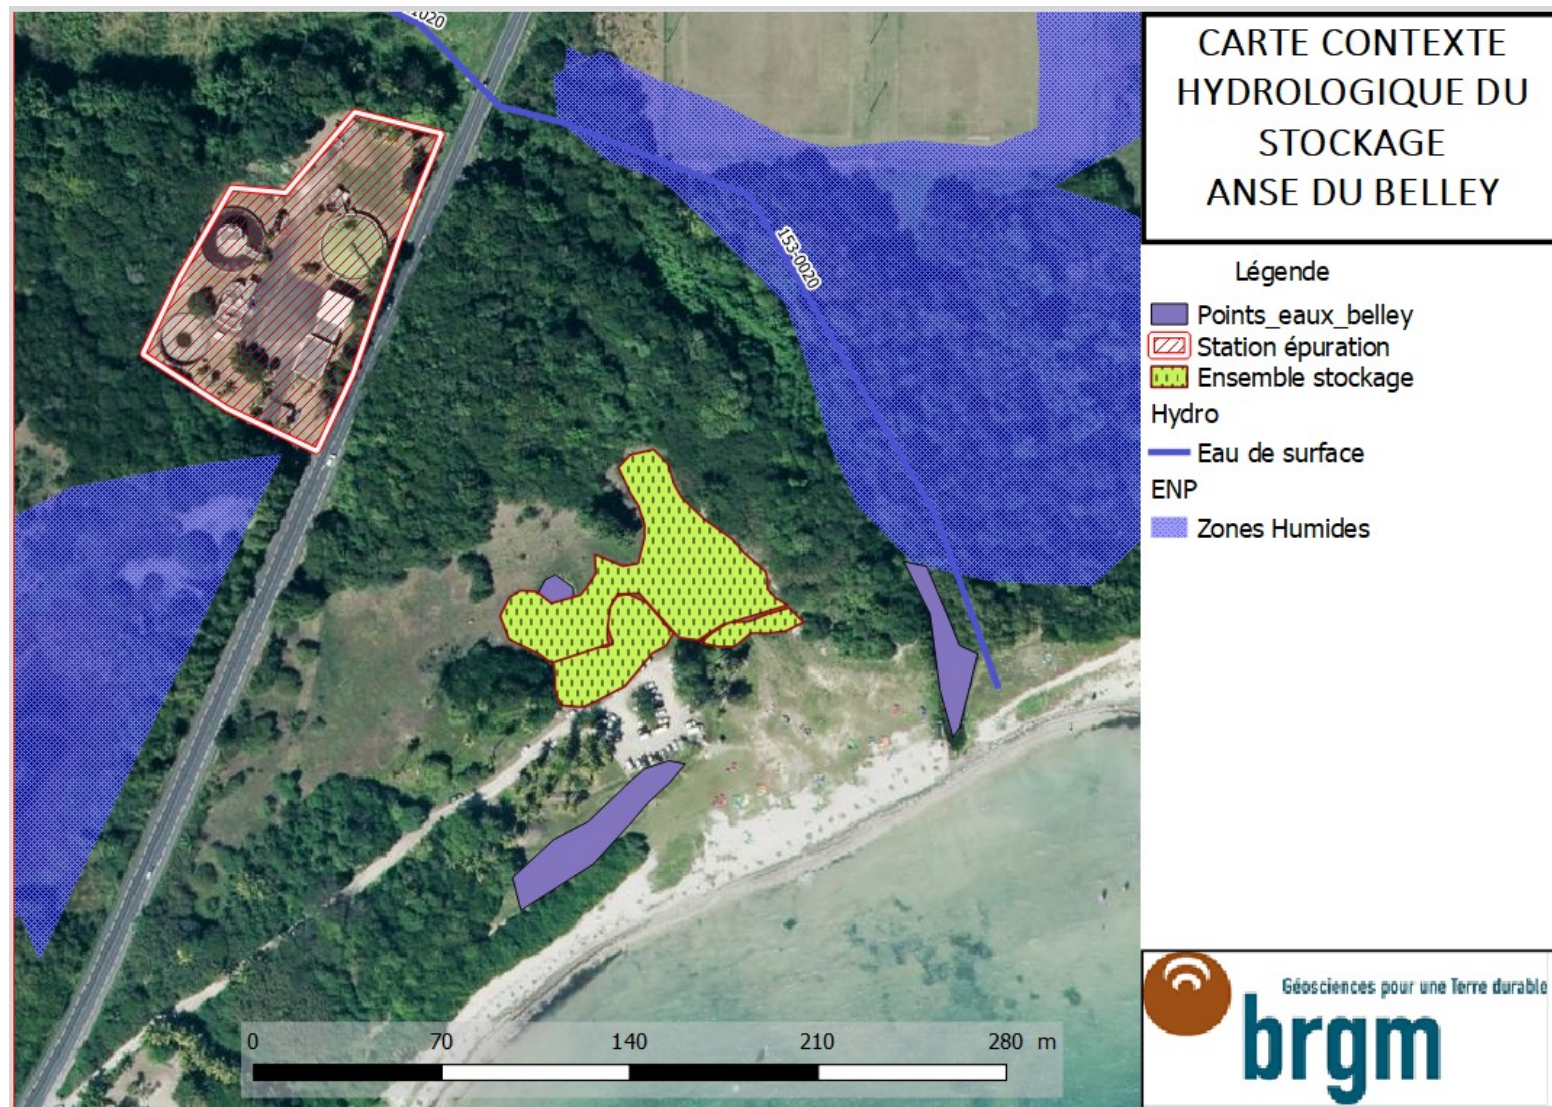 CARTE CONTEXTE
HYDROLOGIQUE DU
STOCKAGE
ANSE DU BELLEY
Légende
Points_eaux_belley
Station épuration
Ensemble stockage
Hydro
Eau de surface
ENP
Zones Humides
153-0020
0 70 140 210 280 m
Géosciences pour une Terre durable
brgm